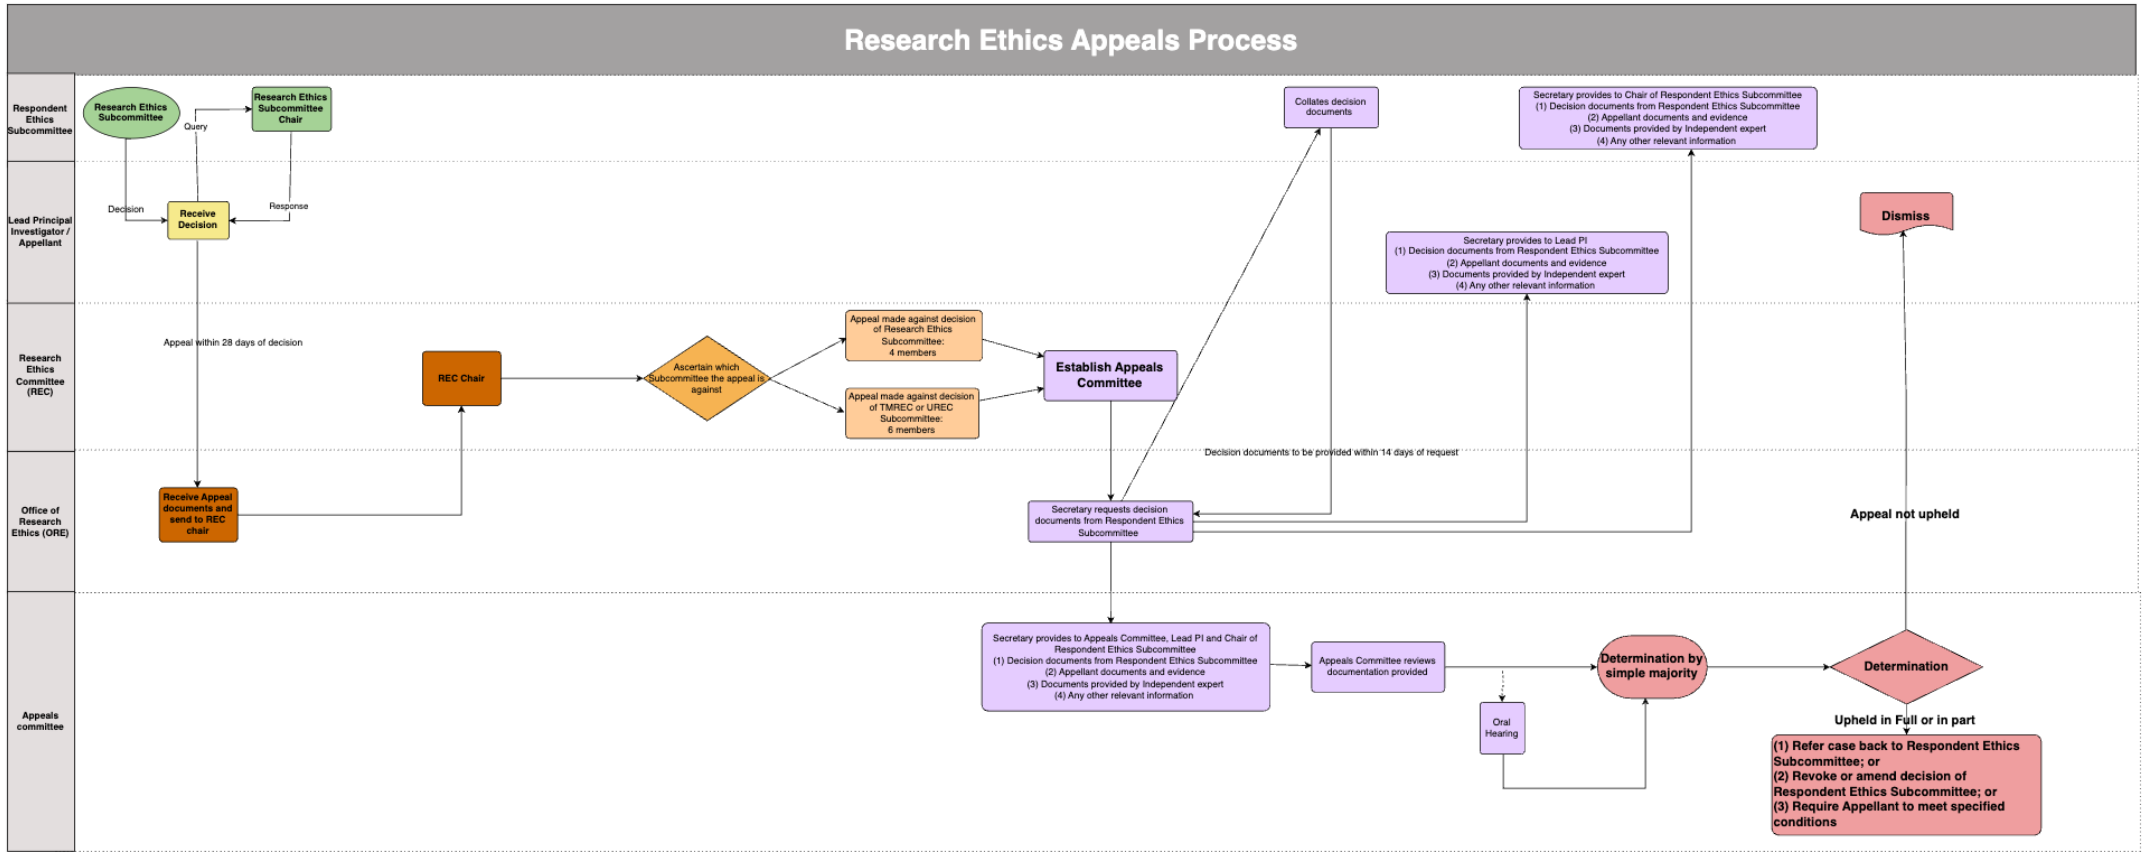 Research Ethics Appeals Process
Respondent
Ethics
Subcommittee
Research Ethics
Subcommittee
Query
Research Ethics
Subcommittee
Chair
Collates decision
documents
Secretary provides to Chair of Respondent Ethics Subcommittee
(1) Decision documents from Respondent Ethics Subcommittee
(2) Appellant documents and evidence
(3) Documents provided by Independent expert
(4) Any other relevant information
Lead Principal
Investigator /
Appellant
Decision
Receive
Decision
Response
Secretary provides to Lead PI
(1) Decision documents from Respondent Ethics Subcommittee
(2) Appellant documents and evidence
(3) Documents provided by Independent expert
(4) Any other relevant information
Dismiss
Research
Ethics
Committee
(REC)
Appeal within 28 days of decision
REC Chair
Ascertain which
Subcommittee the appeal is
against
Appeal made against decision
of Research Ethics
Subcommittee:
4 members
Appeal made against decision
of TMREC or UREC
Subcommittee:
6 members
Establish Appeals
Committee
Decision documents to be provided within 14 days of request
Office of
Research
Ethics (ORE)
Receive Appeal
documents and
send to REC
chair
Secretary requests decision
documents from Respondent Ethics
Subcommittee
Appeal not upheld
Appeals
committee
Secretary provides to Appeals Committee, Lead PI and Chair of
Respondent Ethics Subcommittee
(1) Decision documents from Respondent Ethics Subcommittee
(2) Appellant documents and evidence
(3) Documents provided by Independent expert
(4) Any other relevant information
Appeals Committee reviews
documentation provided
Oral
Hearing
Determination by
simple majority
Determination
Upheld in Full or in part
(1) Refer case back to Respondent Ethics
Subcommittee; or
(2) Revoke or amend decision of
Respondent Ethics Subcommittee; or
(3) Require Appellant to meet specified
conditions